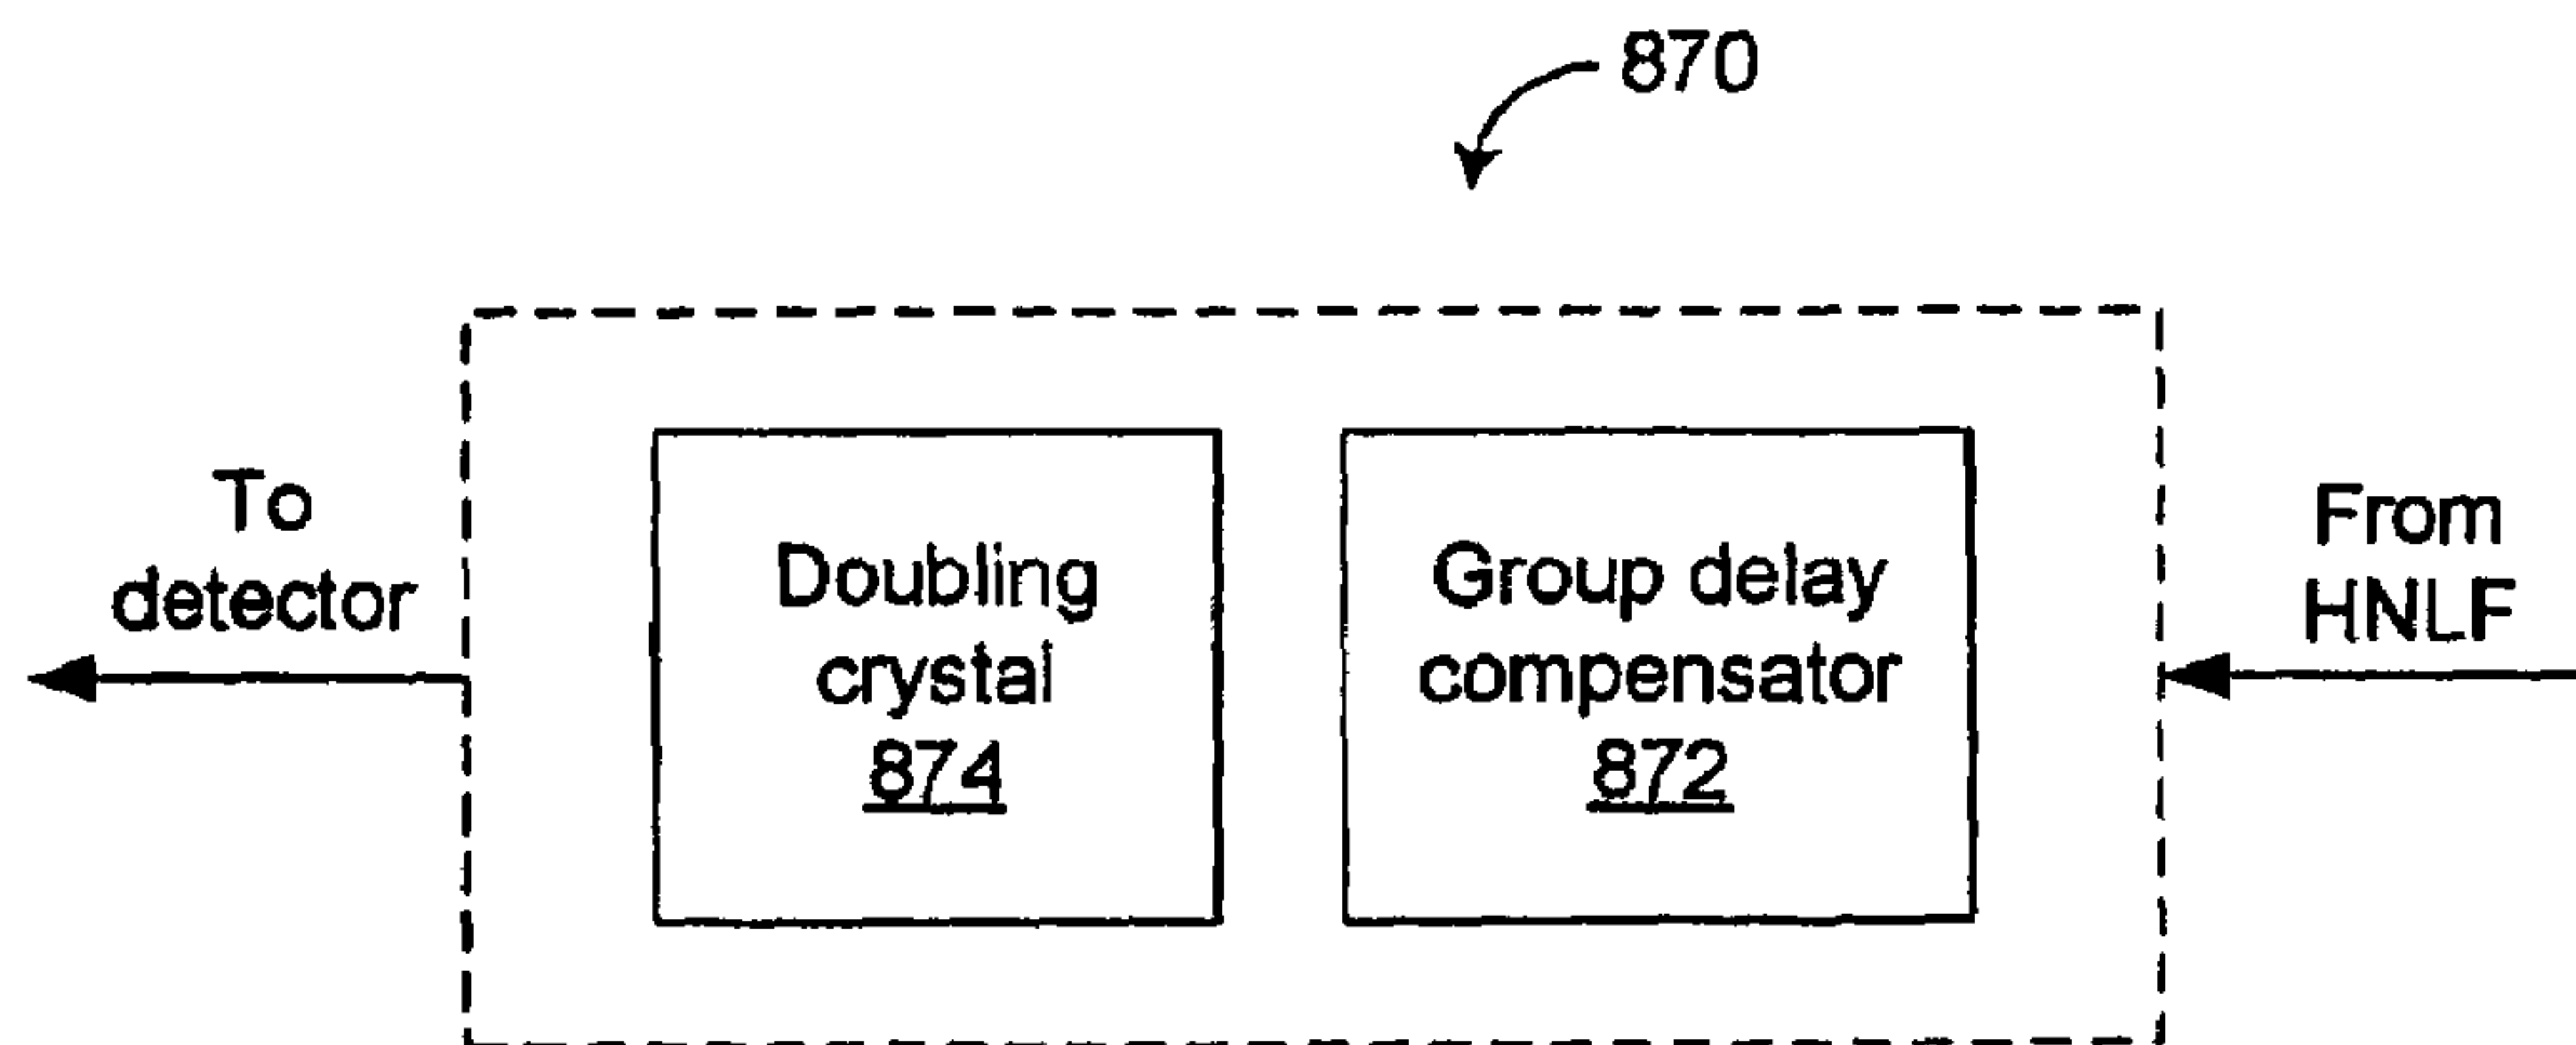 870
To
detector
Doubling
crystal
874
Group delay
compensator
872
From
HNLF